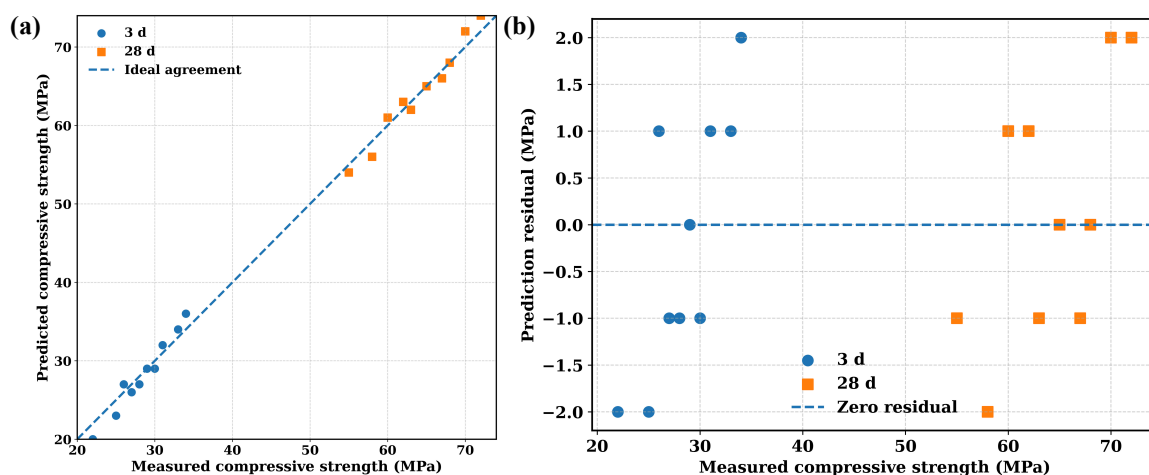 (a)
3 d
28 d
Ideal agreement
Predicted compressive strength (MPa)
70
60
50
40
30
20
20 30 40 50 60 70
Measured compressive strength (MPa)
(b)
Prediction residual (MPa)
2.0
1.5
1.0
0.5
0.0
−0.5
−1.0
−1.5
−2.0
3 d
28 d
Zero residual
20 30 40 50 60 70
Measured compressive strength (MPa)